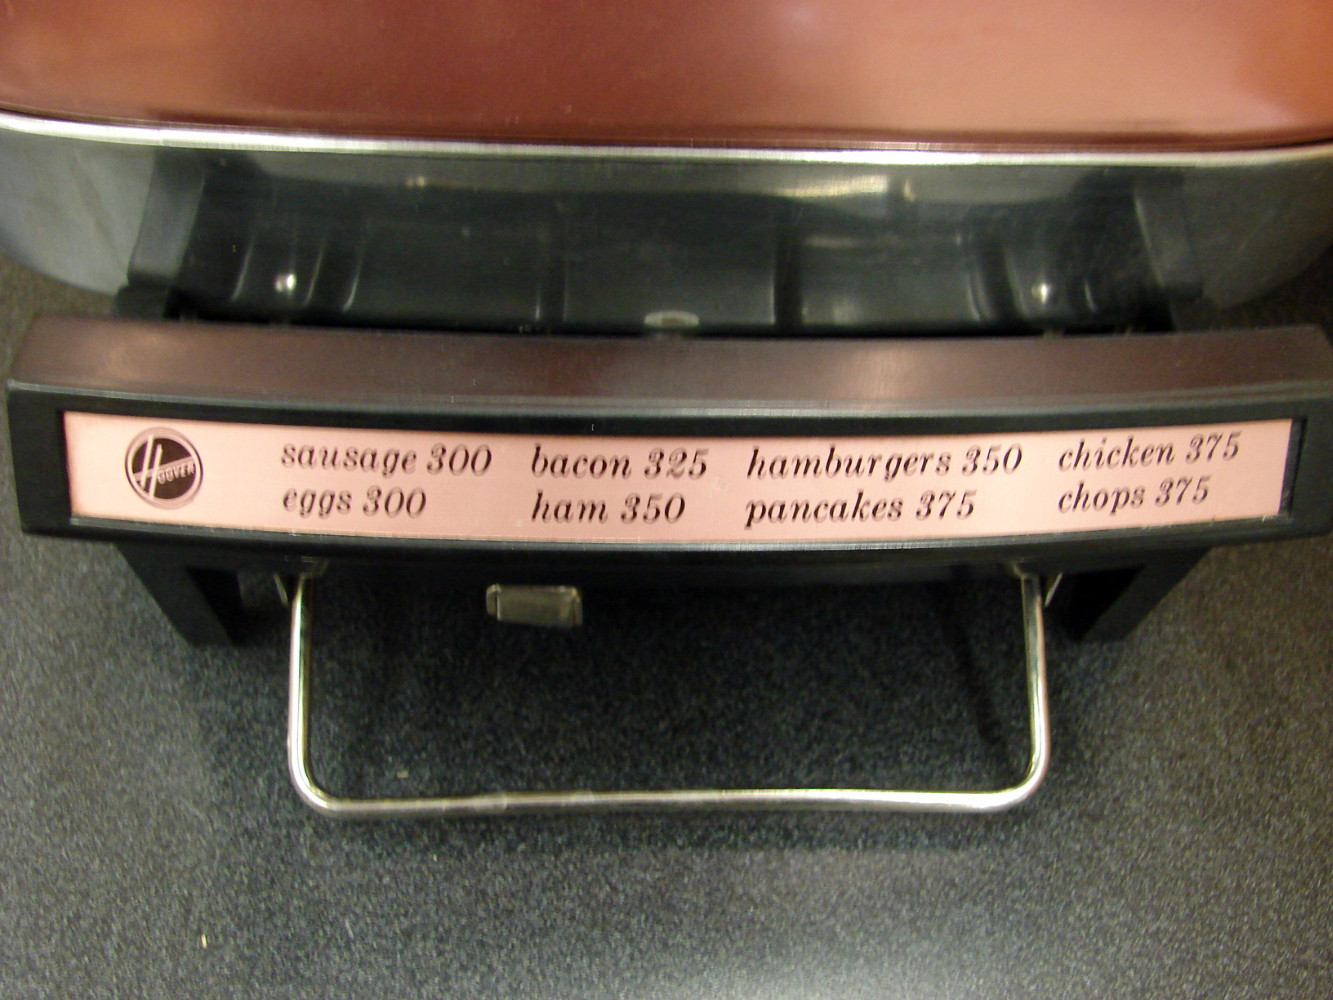 HOOVER
sausage 300 bacon 325 hamburgers 350 chicken 375
eggs 300 ham 350 pancakes 375 chops 375